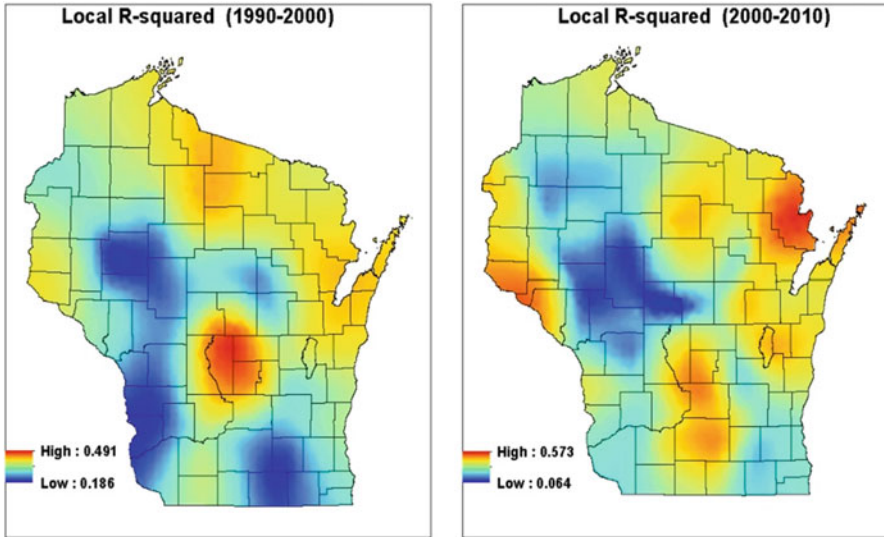 Local R-squared (1990-2000)
High : 0.491
Low : 0.186
Local R-squared (2000-2010)
High : 0.573
Low : 0.064